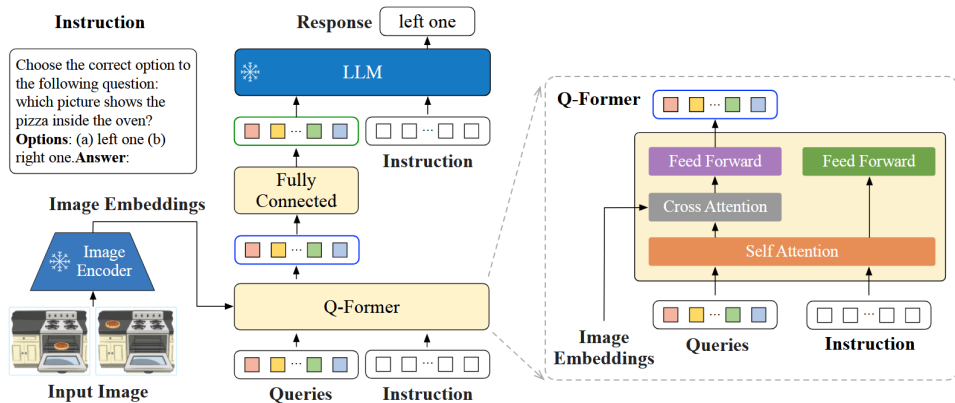 Instruction
Choose the correct option to
the following question:
which picture shows the
pizza inside the oven?
Options: (a) left one (b)
right one.Answer:
Response
left one
LLM
Instruction
Fully
Connected
Image Embeddings
Image
Encoder
Q-Former
Input Image
Queries
Instruction
Q-Former
Feed Forward
Feed Forward
Cross Attention
Self Attention
Image
Embeddings
Queries
Instruction